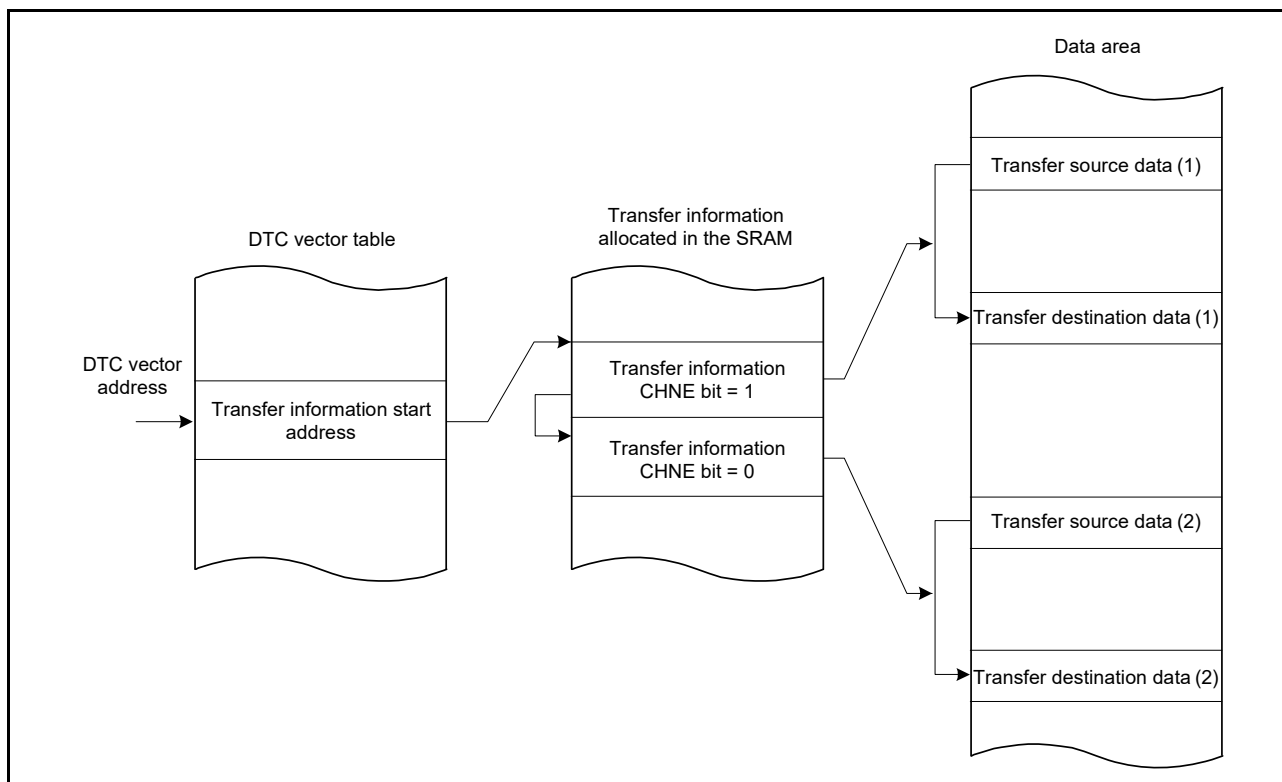 Data area
Transfer source data (1)
Transfer destination data (1)
Transfer source data (2)
Transfer destination data (2)
Transfer information
allocated in the SRAM
Transfer information
CHNE bit = 1
Transfer information
CHNE bit = 0
DTC vector table
Transfer information start
address
DTC vector
address